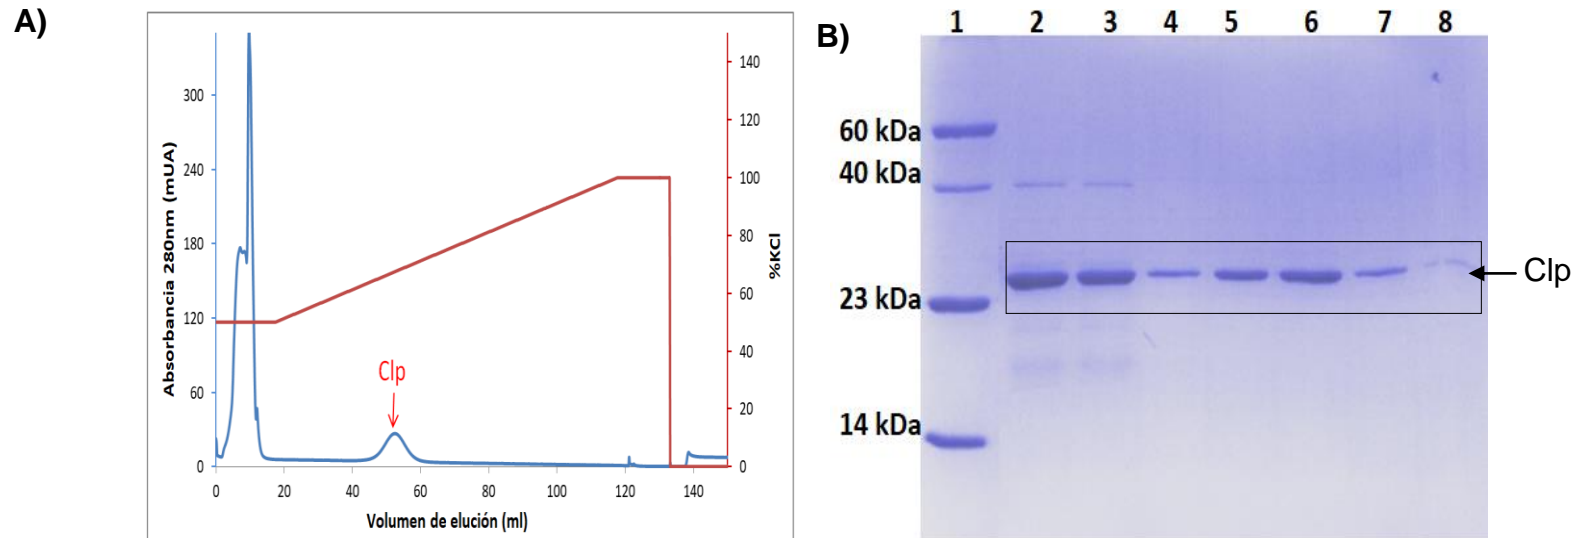 A)
Absorbancia 280nm (mUA)
300
240
180
120
60
0
Clp
140
120
100
80
60
40
20
0
%KCl
0 20 40 60 80 100 120 140
Volumen de elución (ml)
B)
1 2 3 4 5 6 7 8
60 kDa
40 kDa
23 kDa
14 kDa
Clp